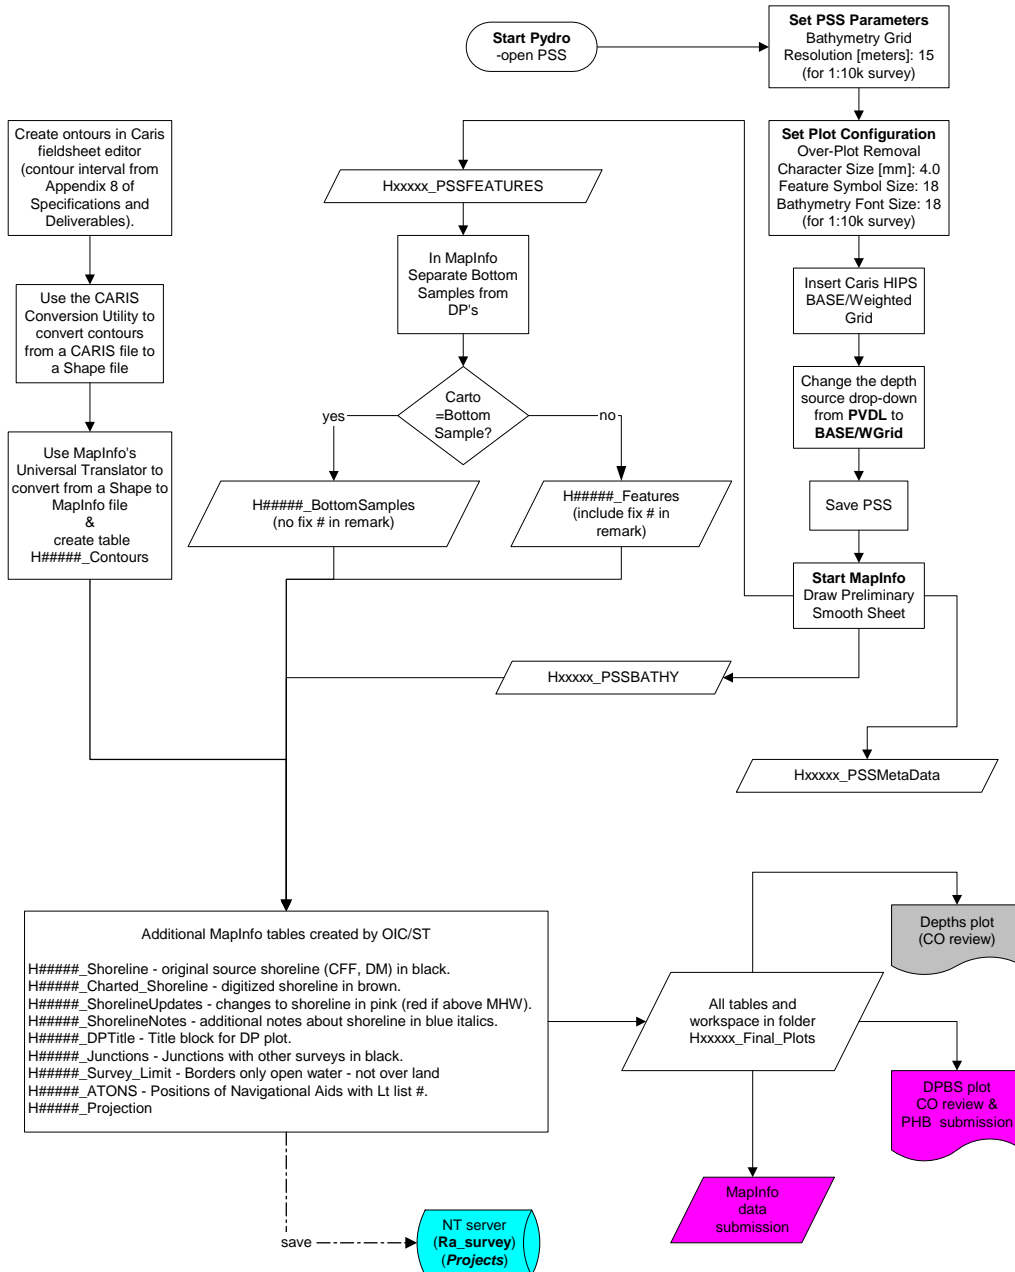 Start Pydro
-open PSS
Set PSS Parameters
Bathymetry Grid
Resolution [meters]: 15
(for 1:10k survey)
Create ontours in Caris
fieldsheet editor
(contour interval from
Appendix 8 of
Specifications and
Deliverables).
Set Plot Configuration
Over-Plot Removal
Character Size [mm]: 4.0
Feature Symbol Size: 18
Bathymetry Font Size: 18
(for 1:10k survey)
Hxxxxx_PSSFEATURES
In MapInfo
Separate Bottom
Samples from
DP's
Insert Caris HIPS
BASE/Weighted
Grid
Use the CARIS
Conversion Utility to
convert contours
from a CARIS file to
a Shape file
Change the depth
source drop-down
from PVDL to
BASE/WGrid
Carto
=Bottom
Sample?
yes
no
Use MapInfo's
Universal Translator to
convert from a Shape to
MapInfo file
&
create table
H#####_Contours
H#####_BottomSamples
(no fix # in remark)
H#####_Features
(include fix # in
remark)
Save PSS
Start MapInfo
Draw Preliminary
Smooth Sheet
Hxxxxx_PSSBATHY
Hxxxxx_PSSMetaData
Additional MapInfo tables created by OIC/ST
H#####_Shoreline - original source shoreline (CFF, DM) in black.
H#####_Charted_Shoreline - digitized shoreline in brown.
H#####_ShorelineUpdates - changes to shoreline in pink (red if above MHW).
H#####_ShorelineNotes - additional notes about shoreline in blue italics.
H#####_DPTitle - Title block for DP plot.
H#####_Junctions - Junctions with other surveys in black.
H#####_Survey_Limit - Borders only open water - not over land
H#####_ATONS - Positions of Navigational Aids with Lt list #.
H#####_Projection
All tables and
workspace in folder
Hxxxxx_Final_Plots
Depths plot
(CO review)
DPBS plot
CO review &
PHB submission
MapInfo
data
submission
save
NT server
(Ra_survey)
(Projects)